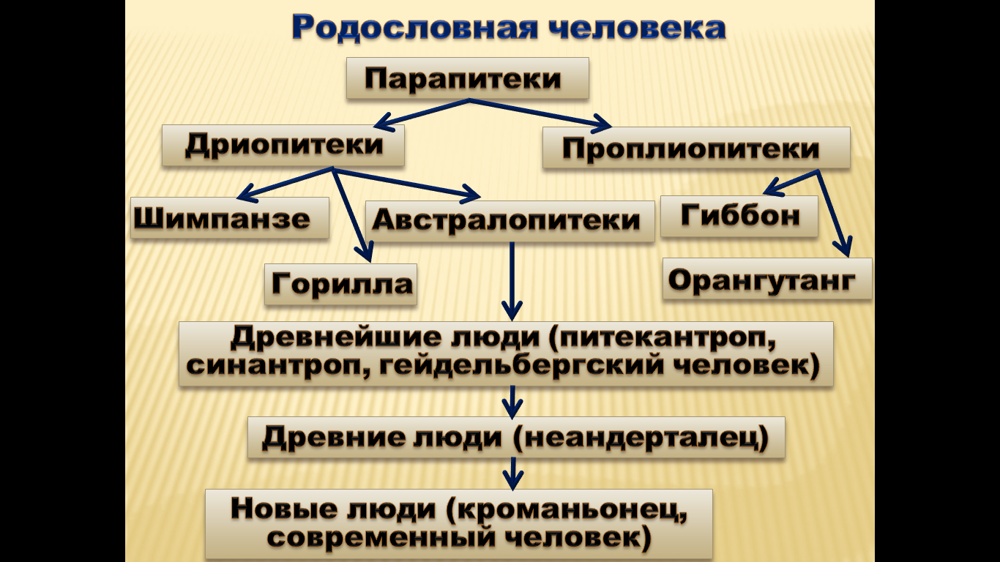 Родословная человека
Парапитеки
Дриопитеки
Проплиопитеки
Шимпанзе
Австралопитеки
Гиббон
Горилла
Орангутанг
Древнейшие люди (питекантроп,
синантроп, гейдельбергский человек)
Древние люди (неандерталец)
Новые люди (кроманьонец,
современный человек)